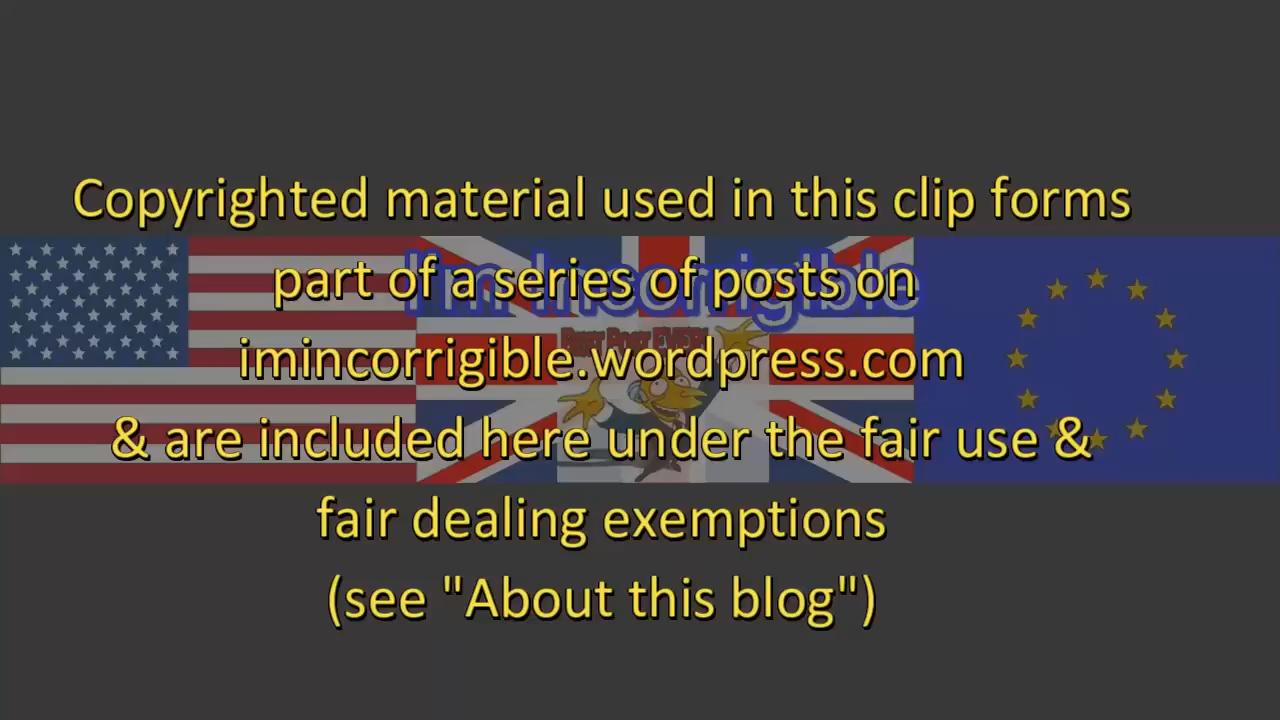 Copyrighted material used in this clip forms
part of a series of posts on
I'm Incorrigible
imincorrigible.wordpress.com
& are included here under the fair use &
fair dealing exemptions
(see "About this blog")